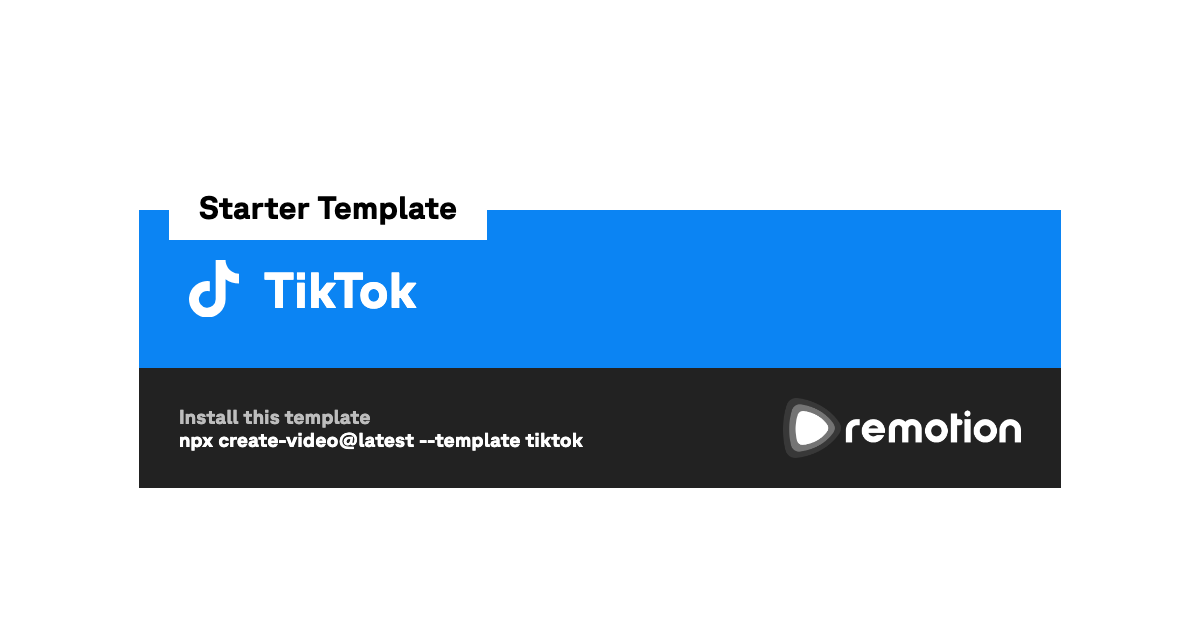 Starter Template
TikTok
Install this template
npx create-video@latest --template tiktok
remotion